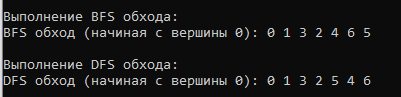 Выполнение BFS обхода:
BFS обход (начиная с вершины 0): 0 1 3 2 4 6 5
Выполнение DFS обхода:
DFS обход (начиная с вершины 0): 0 1 3 2 5 4 6